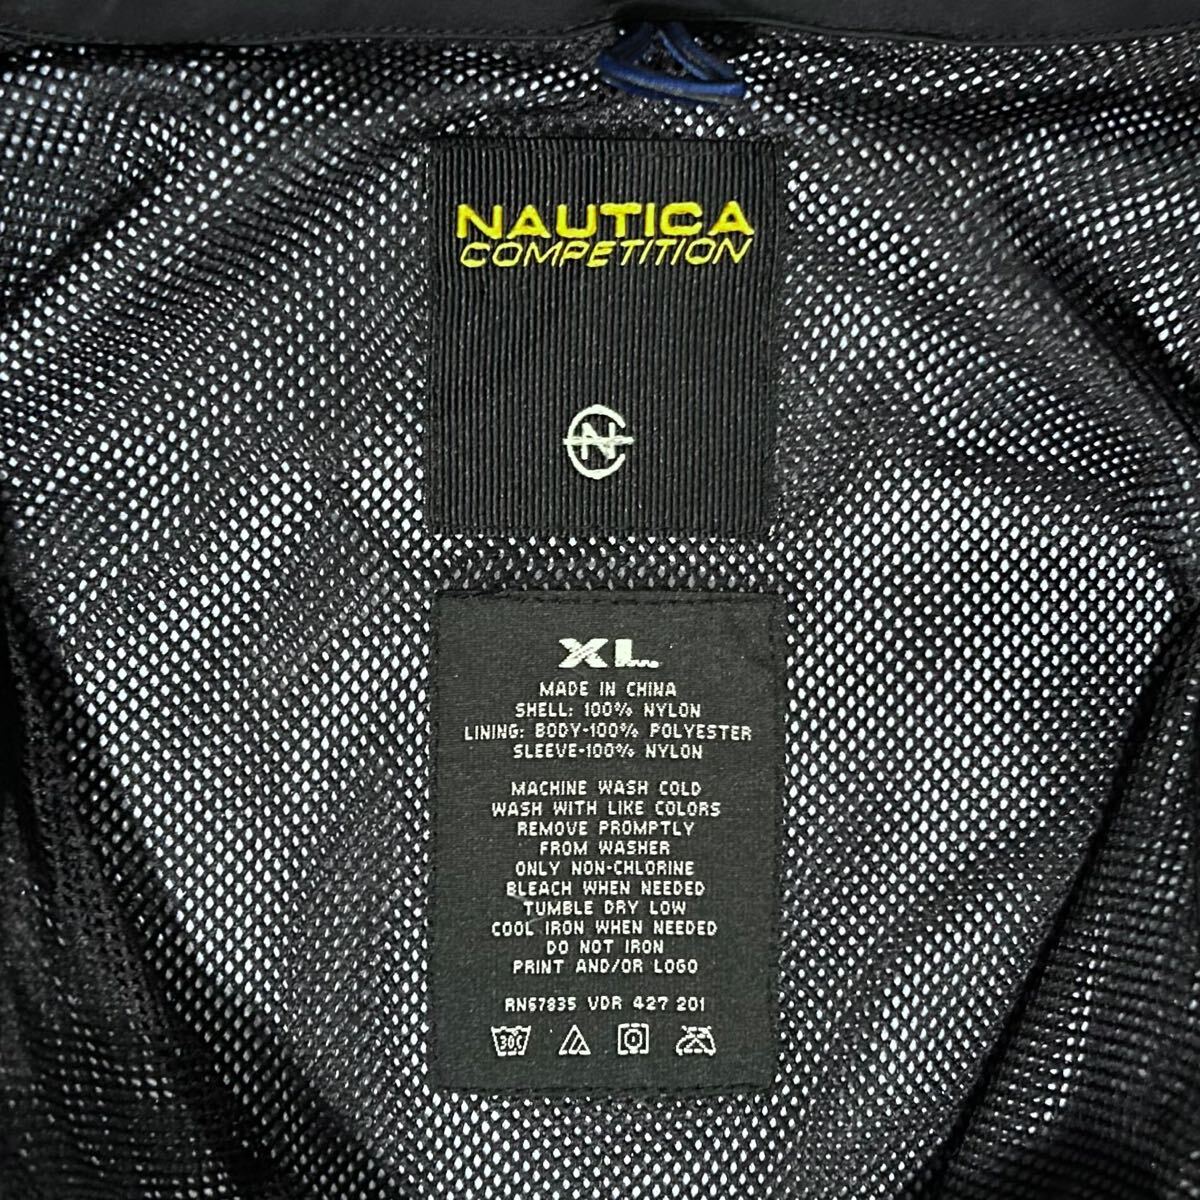 NAUTICA
COMPETITION
N
XL
MADE IN CHINA
SHELL: 100% NYLON
LINING: BODY-100% POLYESTER
SLEEVE-100% NYLON
MACHINE WASH COLD
WASH WITH LIKE COLORS
REMOVE PROMPTLY
FROM WASHER
ONLY NON-CHLORINE
BLEACH WHEN NEEDED
TUMBLE DRY LOW
COOL IRON WHEN NEEDED
DO NOT IRON
PRINT AND/OR LOGO
RN67835 VDR 427 201
30C